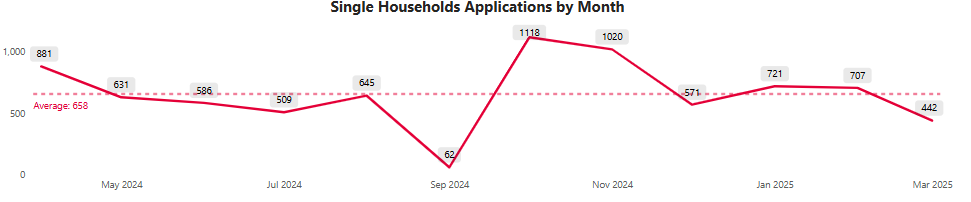 Single Households Applications by Month
1,000
500
0
881
631
586
509
645
62
1118
1020
571
721
707
442
Average: 658
May 2024
Jul 2024
Sep 2024
Nov 2024
Jan 2025
Mar 2025